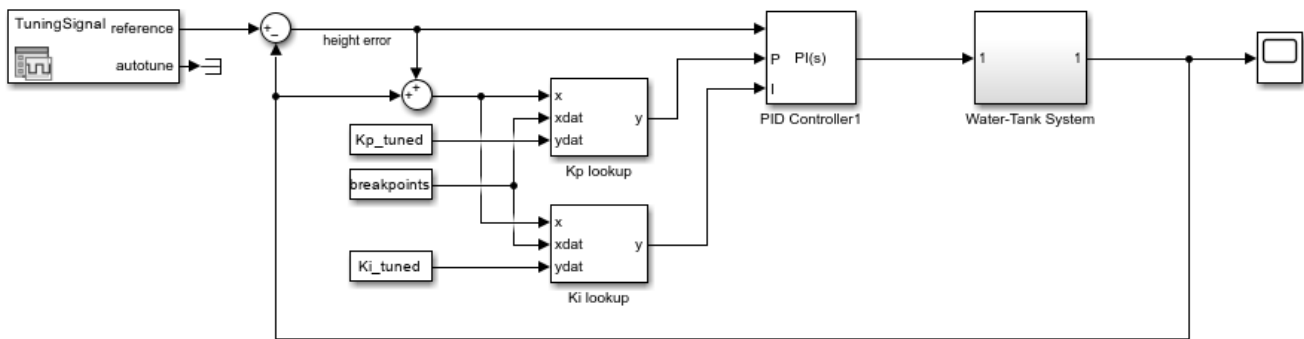 TuningSignal
reference
autotune
+
−
height error
+
+
Kp_tuned
breakpoints
Ki_tuned
x
xdat
ydat
y
Kp lookup
x
xdat
ydat
y
Ki lookup
P
I
PI(s)
PID Controller1
1
1
Water-Tank System